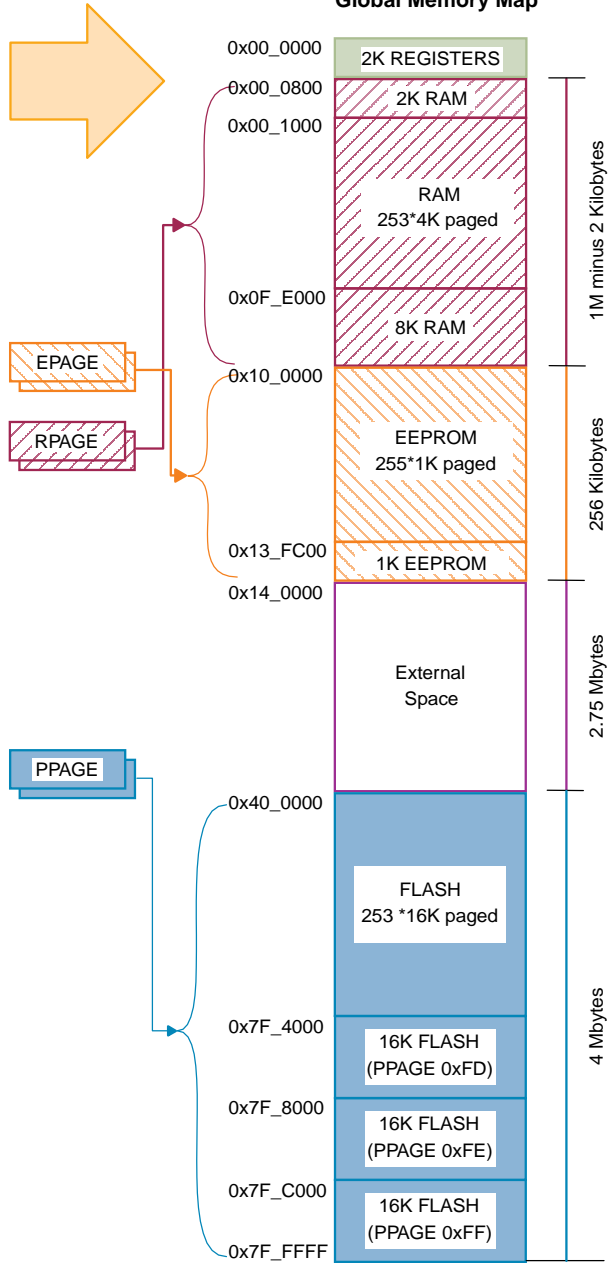 Global Memory Map
0x00_0000
2K REGISTERS
0x00_0800
2K RAM
0x00_1000
RAM
253*4K paged
1M minus 2 Kilobytes
0x0F_E000
8K RAM
EPAGE
0x10_0000
RPAGE
EEPROM
255*1K paged
256 Kilobytes
0x13_FC00
1K EEPROM
0x14_0000
External
Space
2.75 Mbytes
PPAGE
0x40_0000
FLASH
253 *16K paged
4 Mbytes
0x7F_4000
16K FLASH
(PPAGE 0xFD)
0x7F_8000
16K FLASH
(PPAGE 0xFE)
0x7F_C000
16K FLASH
(PPAGE 0xFF)
0x7F_FFFF